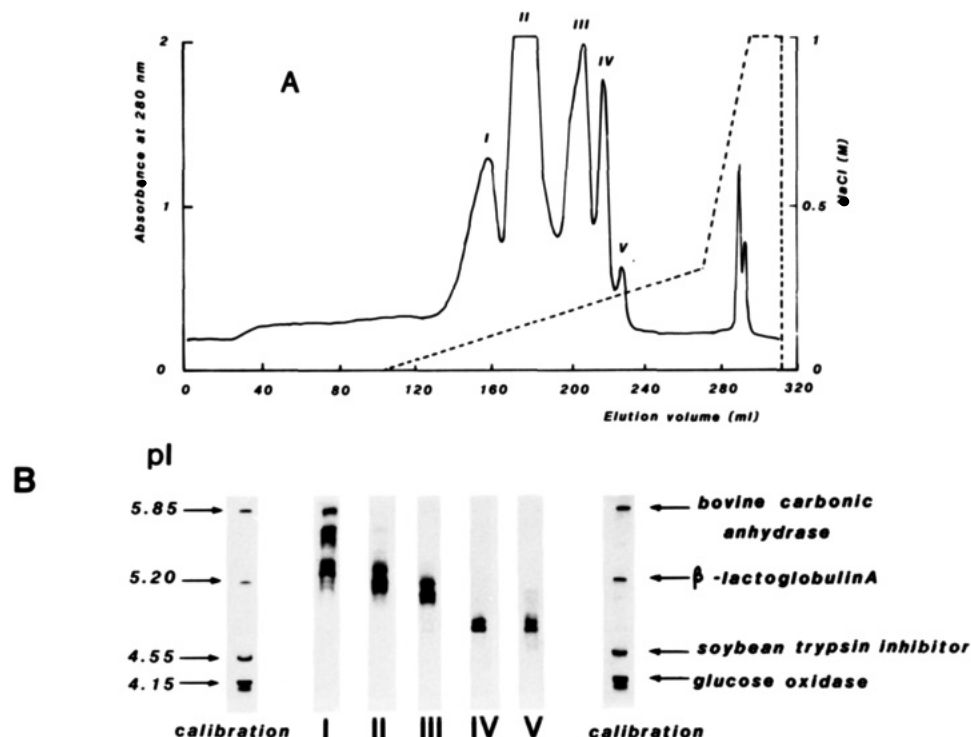 A
I
II
III
IV
V
Absorbance at 280 nm
2
1
0
1
0.5
0
NaCl (M)
0
40
80
120
160
200
240
280
320
Elution volume (ml)
B
pI
5.85
5.20
4.55
4.15
bovine carbonic
anhydrase
β-lactoglobulin A
soybean trypsin inhibitor
glucose oxidase
calibration
I
II
III
IV
V
calibration